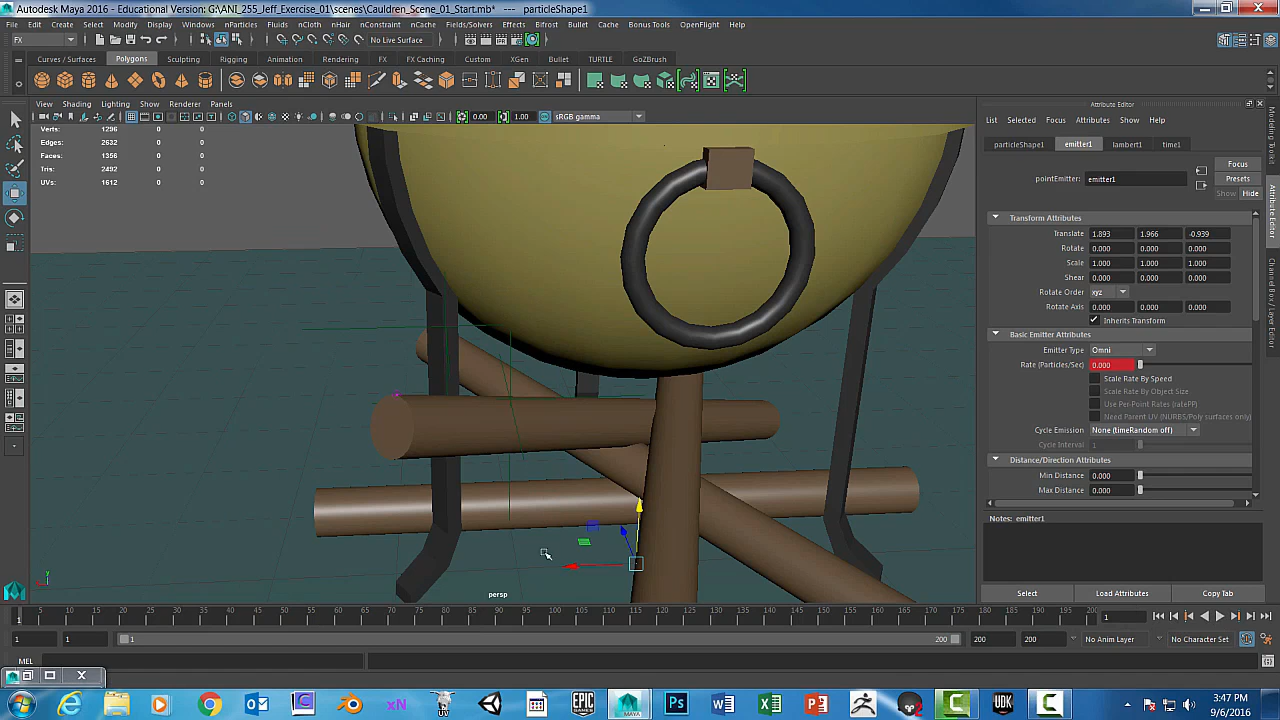 Autodesk Maya 2016 - Educational Version: G:\ANI_255_Jeff_Exercise_01\scenes\Cauldren_Scene_01_Start.mb* --- particleShape1
File Edit Create Select Modify Display Windows nParticles Fluids nCloth nHair nConstraint nCache Fields/Solvers Effects Bifrost Bullet Cache Bonus Tools OpenFlight Help
FX No Live Surface
Curves / Surfaces Polygons Sculpting Rigging Animation Rendering FX FX Caching Custom XGen Bullet TURTLE GoZBrush
View Shading Lighting Show Renderer Panels
0.00 1.00 sRGB gamma
Verts: 1296 0 0
Edges: 2632 0 0
Faces: 1356 0 0
Tris: 2492 0 0
UVs: 1612 0 0
persp
Attribute Editor
List Selected Focus Attributes Show Help
particleShape1 emitter1 lambert1 time1
Focus
pointEmitter: emitter1 Presets
Show Hide
Transform Attributes
Translate 1.893 1.966 -0.939
Rotate 0.000 0.000 0.000
Scale 1.000 1.000 1.000
Shear 0.000 0.000 0.000
Rotate Order xyz
Rotate Axis 0.000 0.000 0.000
Inherits Transform
Basic Emitter Attributes
Emitter Type Omni
Rate (Particles/Sec) 0.000
Scale Rate By Speed
Scale Rate By Object Size
Use Per-Point Rates (ratePP)
Need Parent UV (NURBS/Poly surfaces only)
Cycle Emission None (timeRandom off)
Cycle Interval 1
Distance/Direction Attributes
Min Distance 0.000
Max Distance 0.000
Notes: emitter1
Select Load Attributes Copy Tab
Modeling Toolkit
Attribute Editor
Channel Box / Layer Editor
5 10 15 20 25 30 35 40 45 50 55 60 65 70 75 80 85 90 95 100 105 110 115 120 125 130 135 140 145 150 155 160 165 170 175 180 185 190 195 200
1 1
1 1 1 200 200 200 No Anim Layer No Character Set
MEL
3:47 PM
9/6/2016